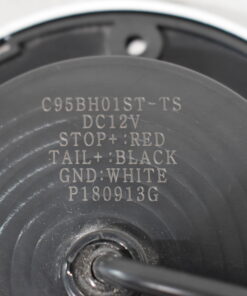 C95BH01ST-TS
DC12V
STOP+:RED
TAIL+:BLACK
GND:WHITE
P180913G